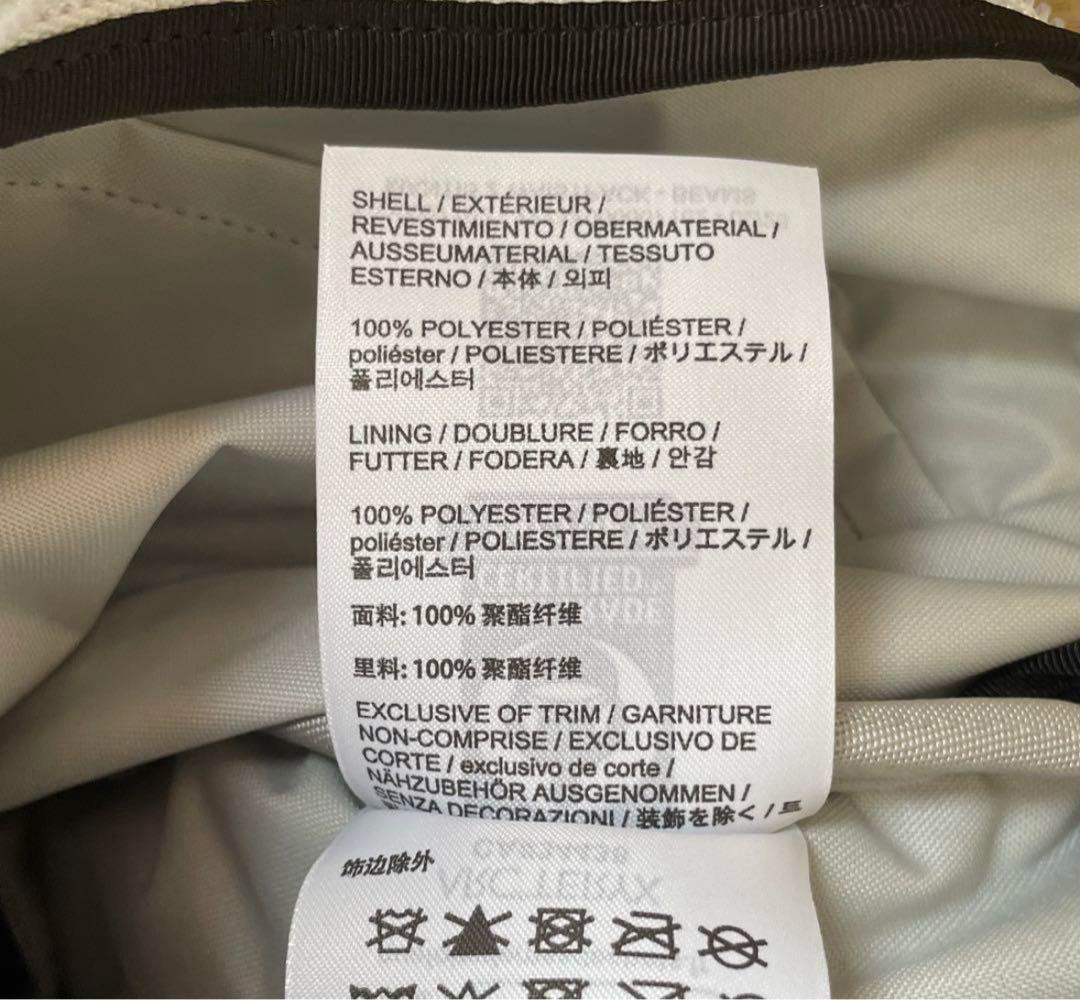 SHELL / EXTÉRIEUR /
REVESTIMIENTO / OBERMATERIAL /
AUSSEUMATERIAL / TESSUTO
ESTERNO / 本体 / 외피
100% POLYESTER / POLIÉSTER /
poliéster / POLIESTERE / ポリエステル /
폴리에스터
LINING / DOUBLURE / FORRO /
FUTTER / FODERA / 裏地 / 안감
100% POLYESTER / POLIÉSTER /
poliéster / POLIESTERE / ポリエステル /
폴리에스터
面料: 100% 聚酯纤维
里料: 100% 聚酯纤维
EXCLUSIVE OF TRIM / GARNITURE
NON-COMPRISE / EXCLUSIVO DE
CORTE / exclusivo de corte /
NÄHZUBEHÖR AUSGENOMMEN /
SENZA DECORAZIONI / 装飾を除く /
饰边除外